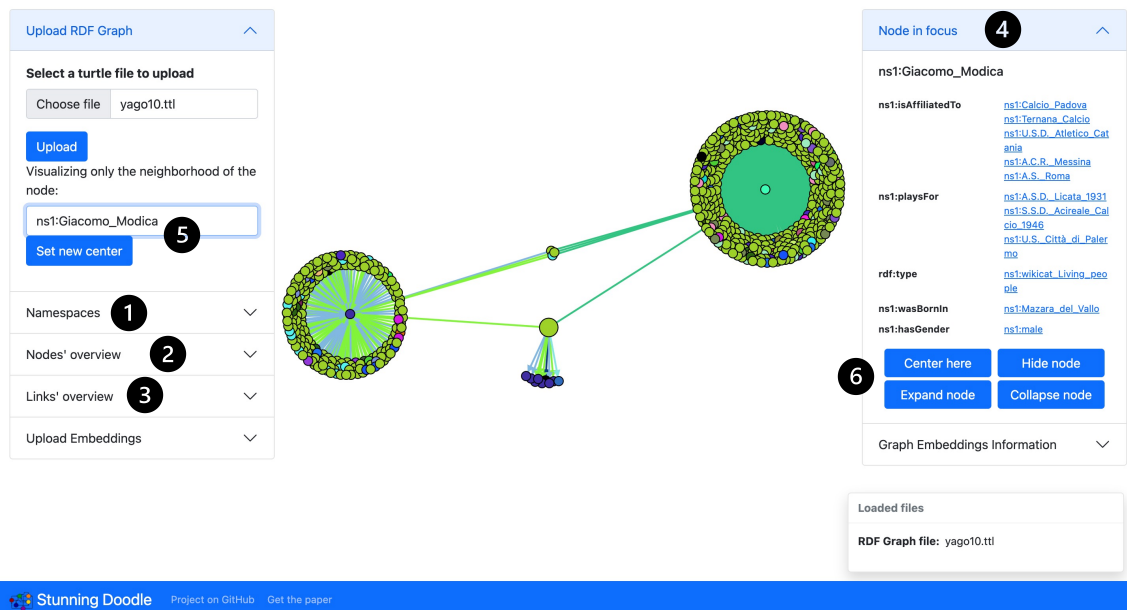 Upload RDF Graph
Select a turtle file to upload
Choose file yago10.ttl
Upload
Visualizing only the neighborhood of the
node:
ns1:Giacomo_Modica
5
Set new center
Namespaces 1
Nodes' overview 2
Links' overview 3
Upload Embeddings
Node in focus 4
ns1:Giacomo_Modica
ns1:isAffiliatedTo ns1:Calcio_Padova
ns1:Ternana_Calcio
ns1:U.S.D._Atletico_Cat
ania
ns1:A.C.R._Messina
ns1:A.S._Roma
ns1:playsFor ns1:A.S.D._Licata_1931
ns1:S.S.D._Acireale_Cal
cio_1946
ns1:U.S._Città_di_Paler
mo
rdf:type ns1:wikicat_Living_peo
ple
ns1:wasBornIn ns1:Mazara_del_Vallo
ns1:hasGender ns1:male
6
Center here Hide node
Expand node Collapse node
Graph Embeddings Information
Loaded files
RDF Graph file: yago10.ttl
Stunning Doodle Project on GitHub Get the paper